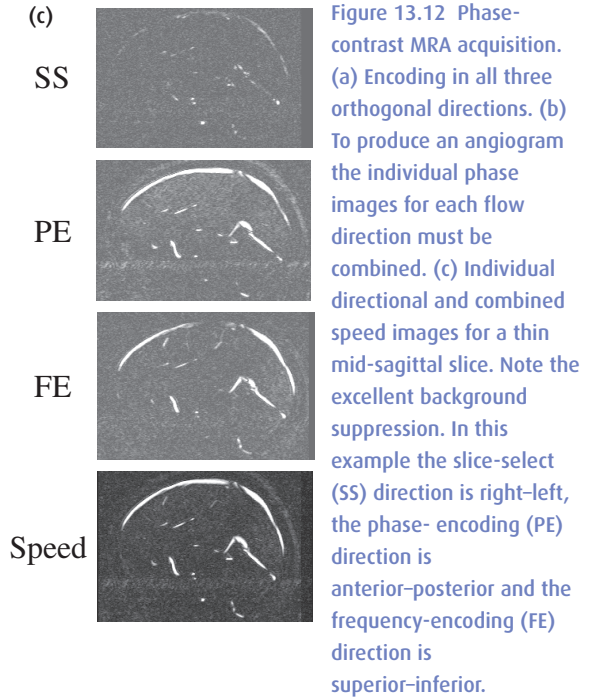 (c)
SS
PE
FE
Speed
Figure 13.12 Phase-
contrast MRA acquisition.
(a) Encoding in all three
orthogonal directions. (b)
To produce an angiogram
the individual phase
images for each flow
direction must be
combined. (c) Individual
directional and combined
speed images for a thin
mid-sagittal slice. Note the
excellent background
suppression. In this
example the slice-select
(SS) direction is right–left,
the phase- encoding (PE)
direction is
anterior–posterior and the
frequency-encoding (FE)
direction is
superior–inferior.